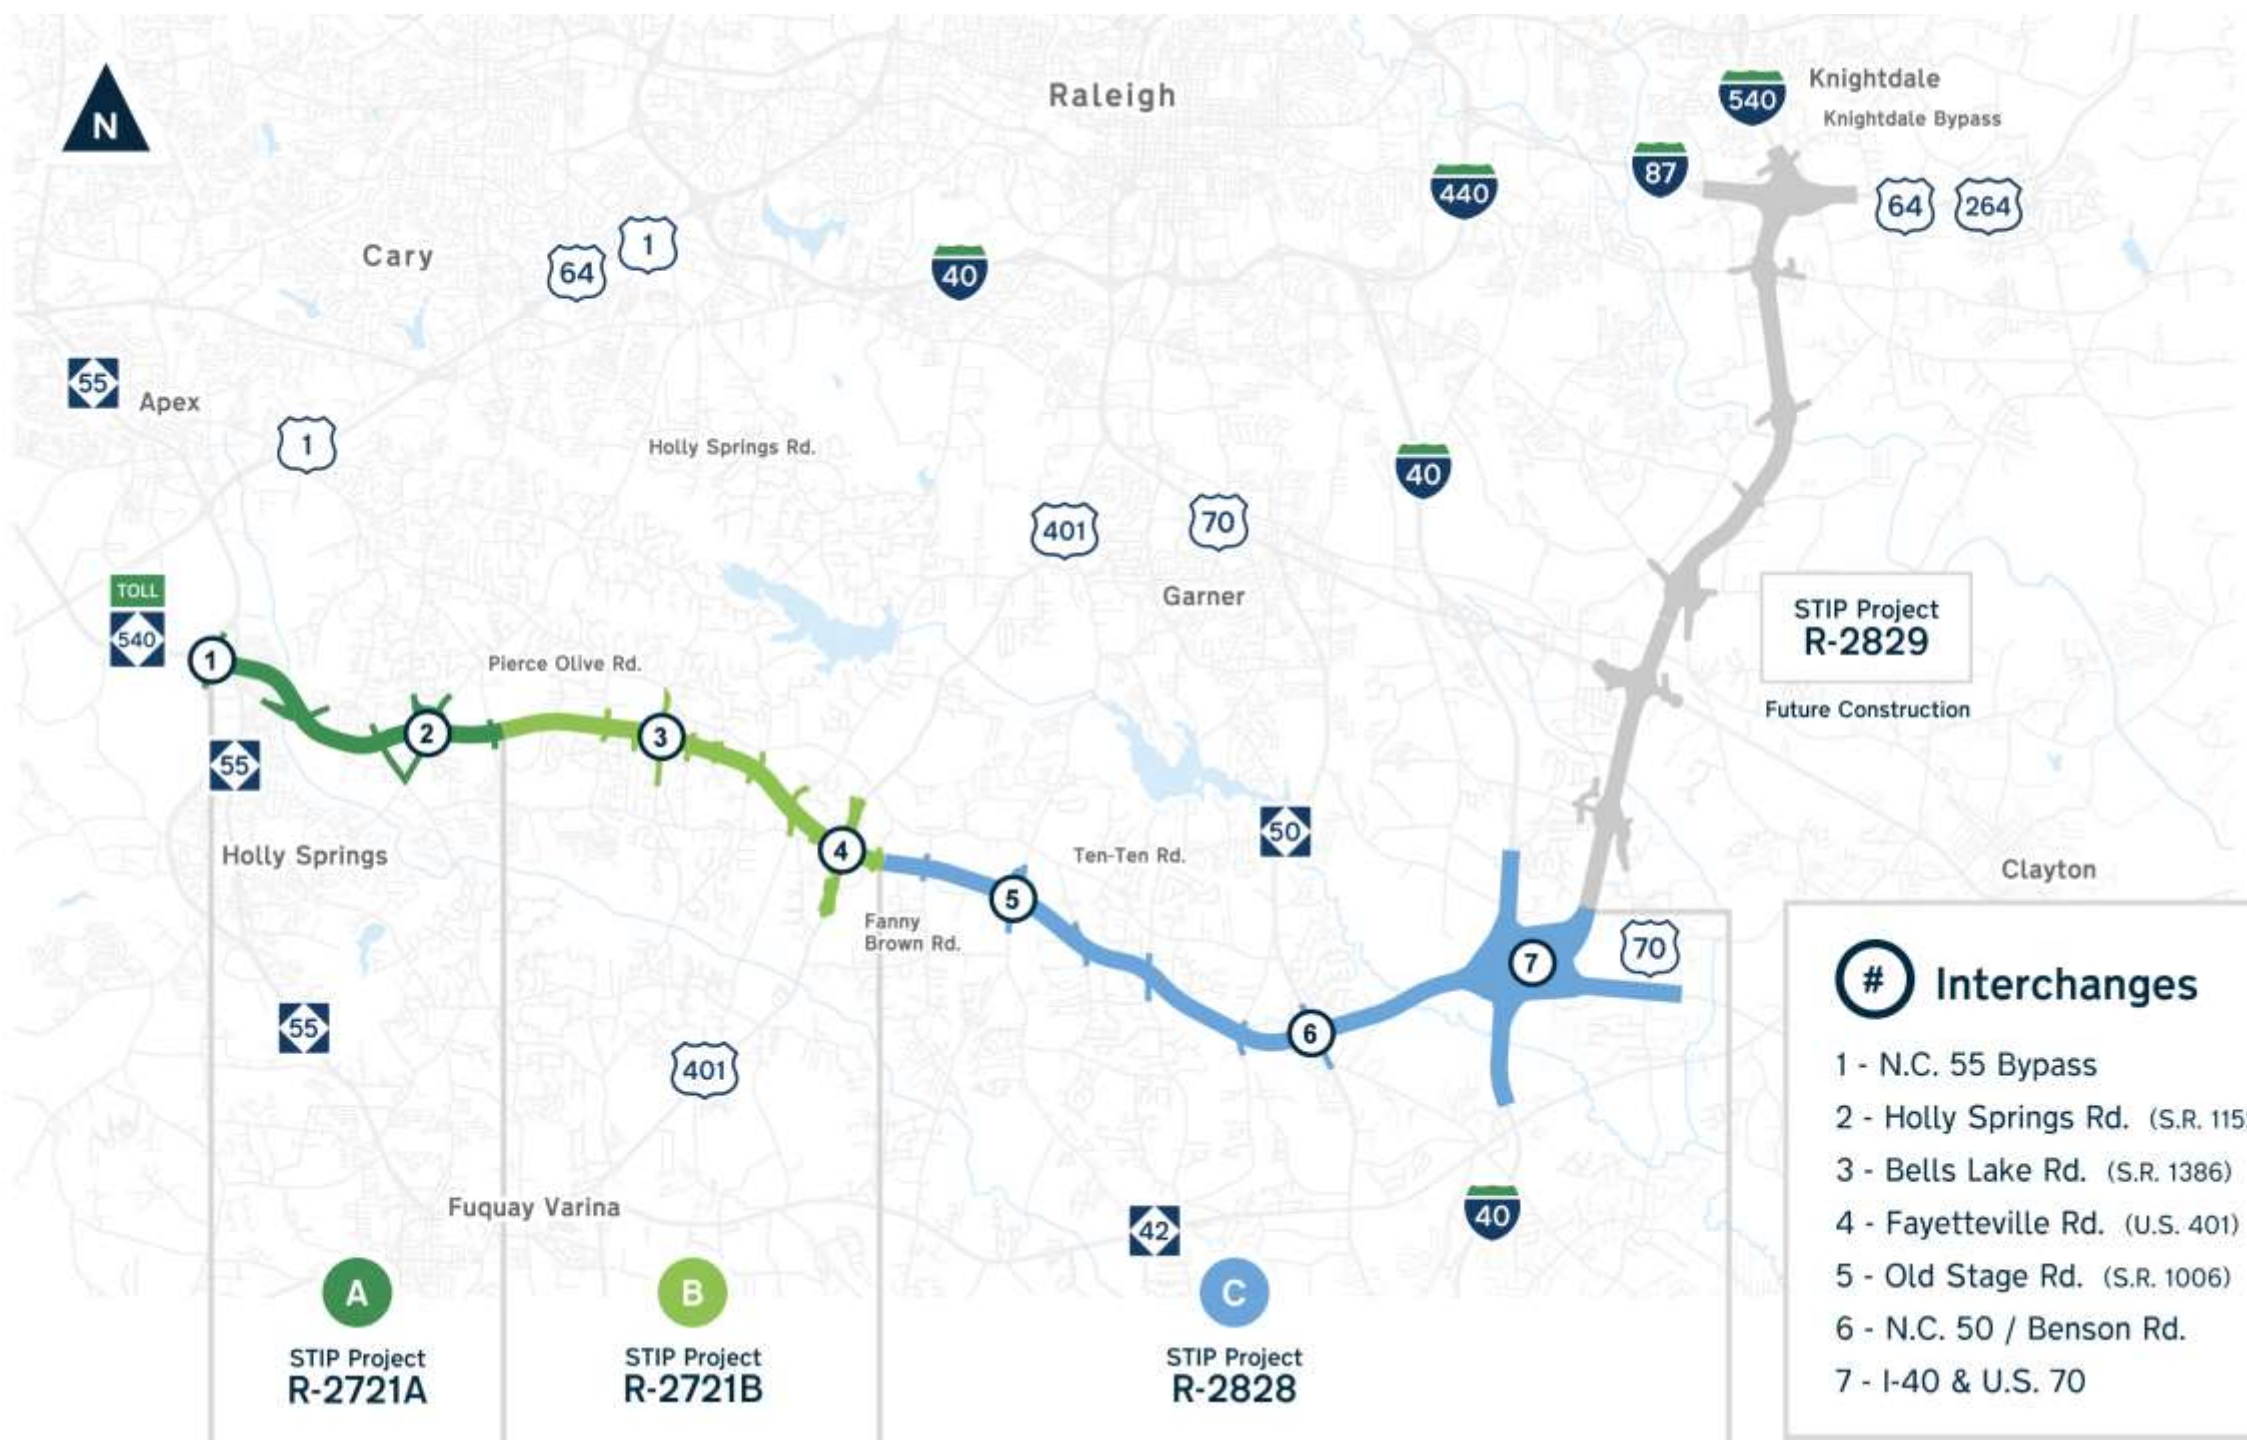 N
Raleigh
540
Knightdale
Knightdale Bypass
87
440
64
264
Cary
64
1
40
55
Apex
1
Holly Springs Rd.
40
401
70
Garner
TOLL
540
STIP Project
R-2829
Future Construction
1
Pierce Olive Rd.
2
3
55
Holly Springs
4
5
Ten-Ten Rd.
50
Clayton
Fanny
Brown Rd.
55
401
6
7
70
Fuquay Varina
42
40
# Interchanges
1 - N.C. 55 Bypass
2 - Holly Springs Rd. (S.R. 115
3 - Bells Lake Rd. (S.R. 1386)
4 - Fayetteville Rd. (U.S. 401)
5 - Old Stage Rd. (S.R. 1006)
6 - N.C. 50 / Benson Rd.
7 - I-40 & U.S. 70
A
STIP Project
R-2721A
B
STIP Project
R-2721B
C
STIP Project
R-2828